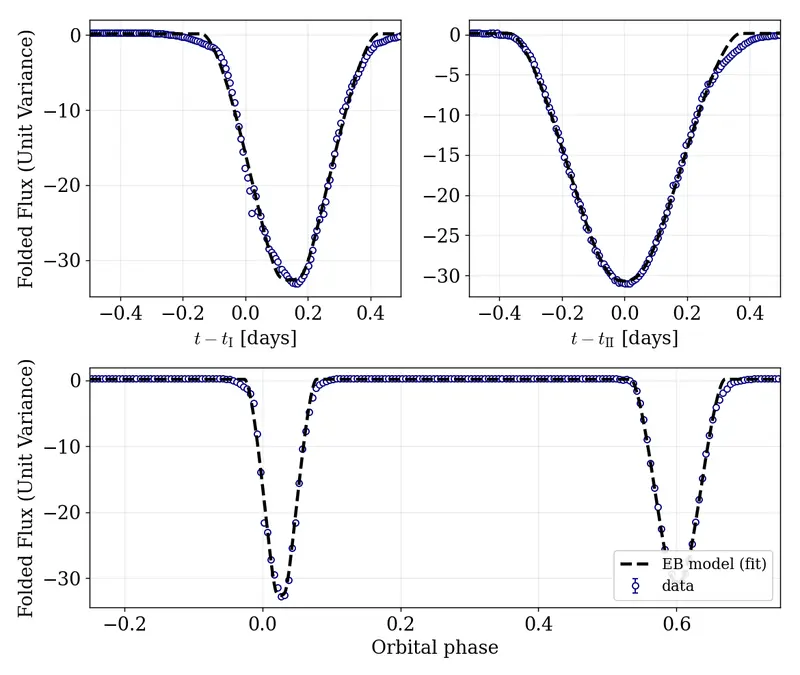 0
−10
−20
−30
Folded Flux (Unit Variance)
−0.4 −0.2 0.0 0.2 0.4
t − tI [days]
0
−5
−10
−15
−20
−25
−30
−0.4 −0.2 0.0 0.2 0.4
t − tII [days]
0
−10
−20
−30
Folded Flux (Unit Variance)
EB model (fit)
data
−0.2 0.0 0.2 0.4 0.6
Orbital phase